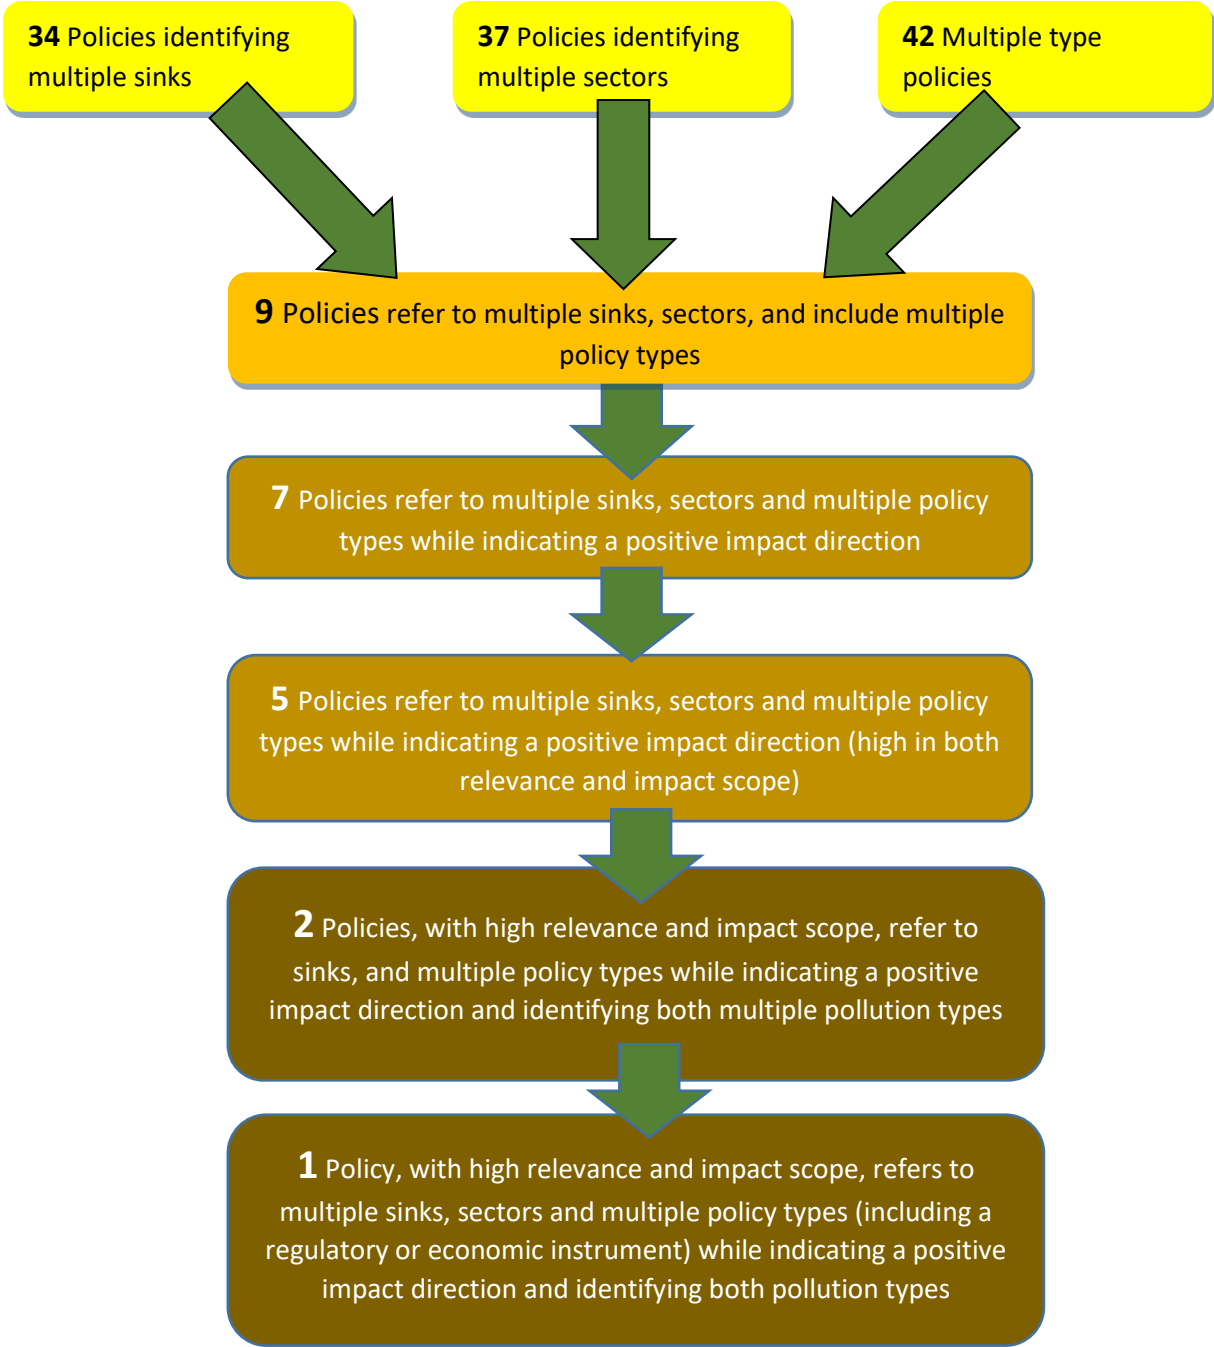 34 Policies identifying
multiple sinks
37 Policies identifying
multiple sectors
42 Multiple type
policies
9 Policies refer to multiple sinks, sectors, and include multiple
policy types
7 Policies refer to multiple sinks, sectors and multiple policy
types while indicating a positive impact direction
5 Policies refer to multiple sinks, sectors and multiple policy
types while indicating a positive impact direction (high in both
relevance and impact scope)
2 Policies, with high relevance and impact scope, refer to
sinks, and multiple policy types while indicating a positive
impact direction and identifying both multiple pollution types
1 Policy, with high relevance and impact scope, refers to
multiple sinks, sectors and multiple policy types (including a
regulatory or economic instrument) while indicating a positive
impact direction and identifying both pollution types